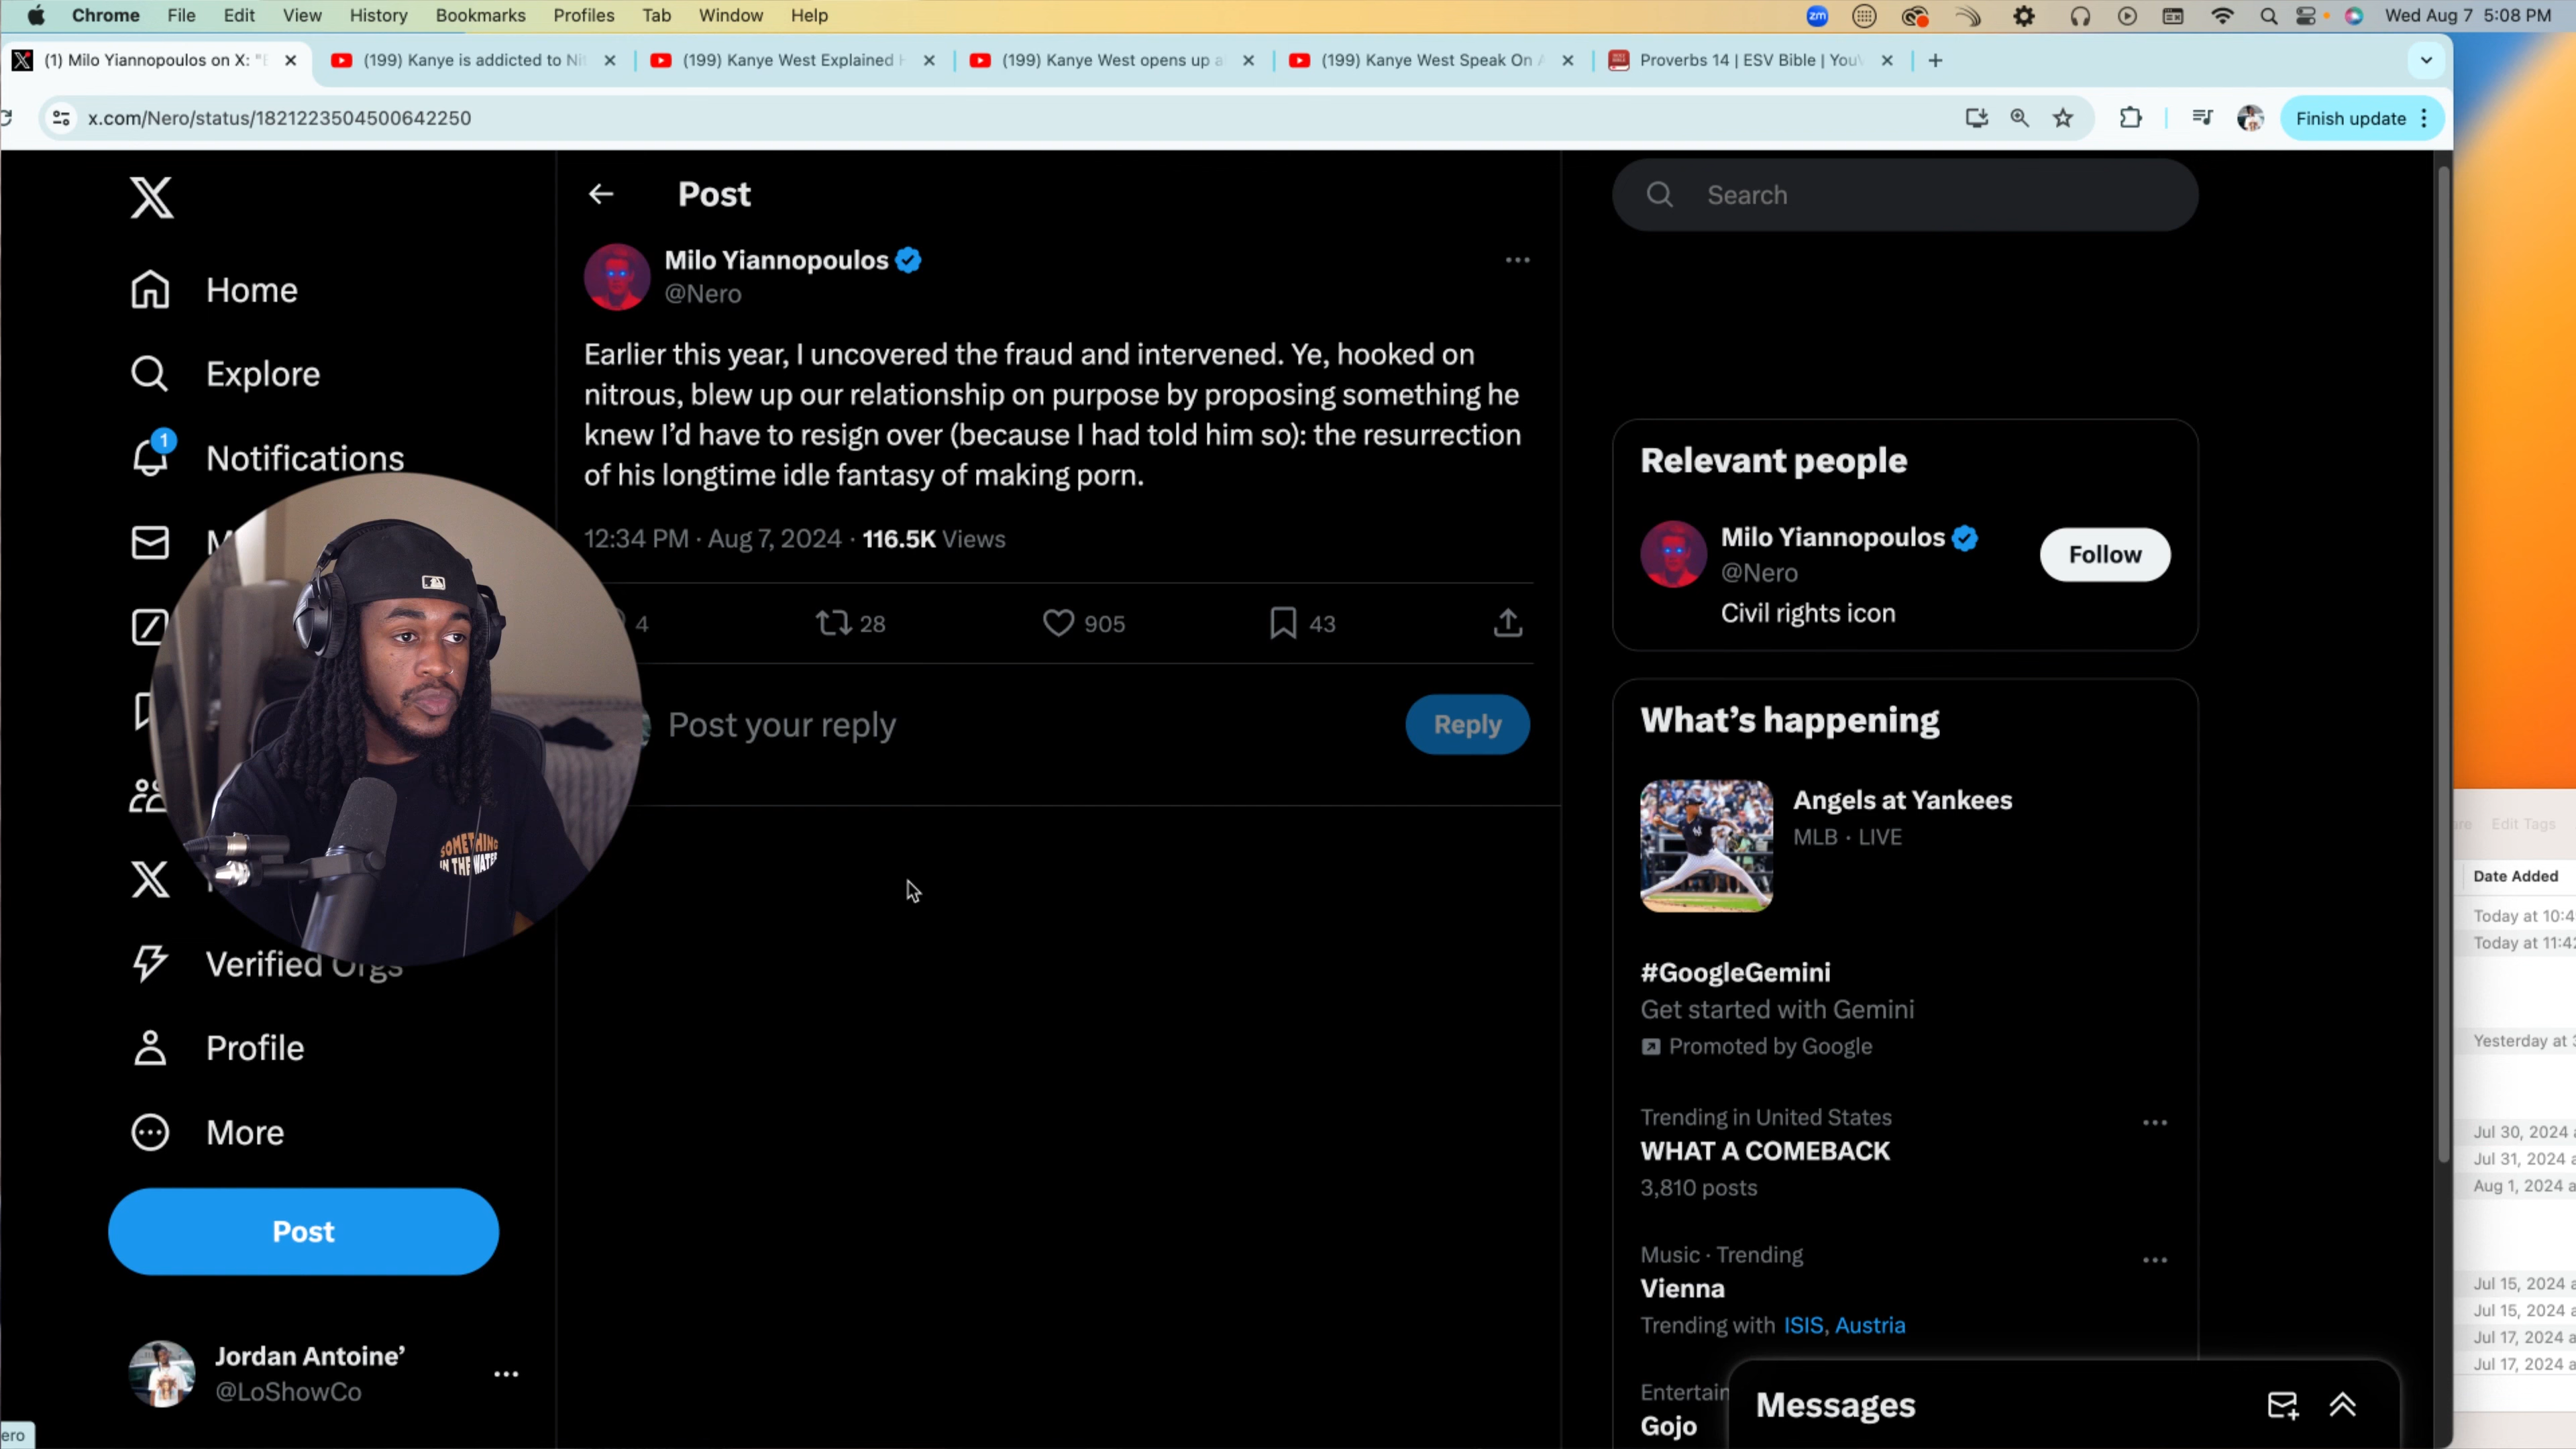 Chrome File Edit View History Bookmarks Profiles Tab Window Help
zm
Wed Aug 7 5:08 PM
(1) Milo Yiannopoulos on X: "E
(199) Kanye is addicted to Ni
(199) Kanye West Explained
(199) Kanye West opens up a
(199) Kanye West Speak On A
Proverbs 14 | ESV Bible | YouV
x.com/Nero/status/1821223504500642250
Finish update
Home
Explore
1
Notifications
M
Verified Orgs
Profile
More
Post
Jordan Antoine’
@LoShowCo
ero
Post
Milo Yiannopoulos
@Nero
Earlier this year, I uncovered the fraud and intervened. Ye, hooked on
nitrous, blew up our relationship on purpose by proposing something he
knew I’d have to resign over (because I had told him so): the resurrection
of his longtime idle fantasy of making porn.
12:34 PM · Aug 7, 2024 · 116.5K Views
4 28 905 43
Post your reply
Reply
SOMETHING
IN THE WATER
Search
Relevant people
Milo Yiannopoulos
@Nero
Follow
Civil rights icon
What’s happening
Angels at Yankees
MLB · LIVE
#GoogleGemini
Get started with Gemini
Promoted by Google
Trending in United States
WHAT A COMEBACK
3,810 posts
Music · Trending
Vienna
Trending with ISIS, Austria
Entertain
Gojo
Messages
are Edit Tags
Date Added
Today at 10:4
Today at 11:42
Yesterday at 3
Jul 30, 2024 a
Jul 31, 2024 a
Aug 1, 2024 a
Jul 15, 2024 a
Jul 15, 2024 a
Jul 17, 2024 a
Jul 17, 2024 a